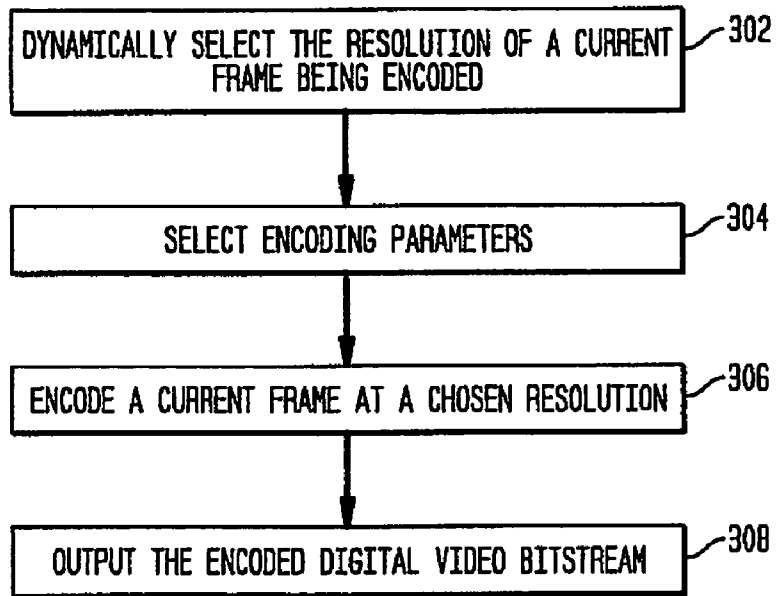 DYNAMICALLY SELECT THE RESOLUTION OF A CURRENT
FRAME BEING ENCODED
302
SELECT ENCODING PARAMETERS
304
ENCODE A CURRENT FRAME AT A CHOSEN RESOLUTION
306
OUTPUT THE ENCODED DIGITAL VIDEO BITSTREAM
308